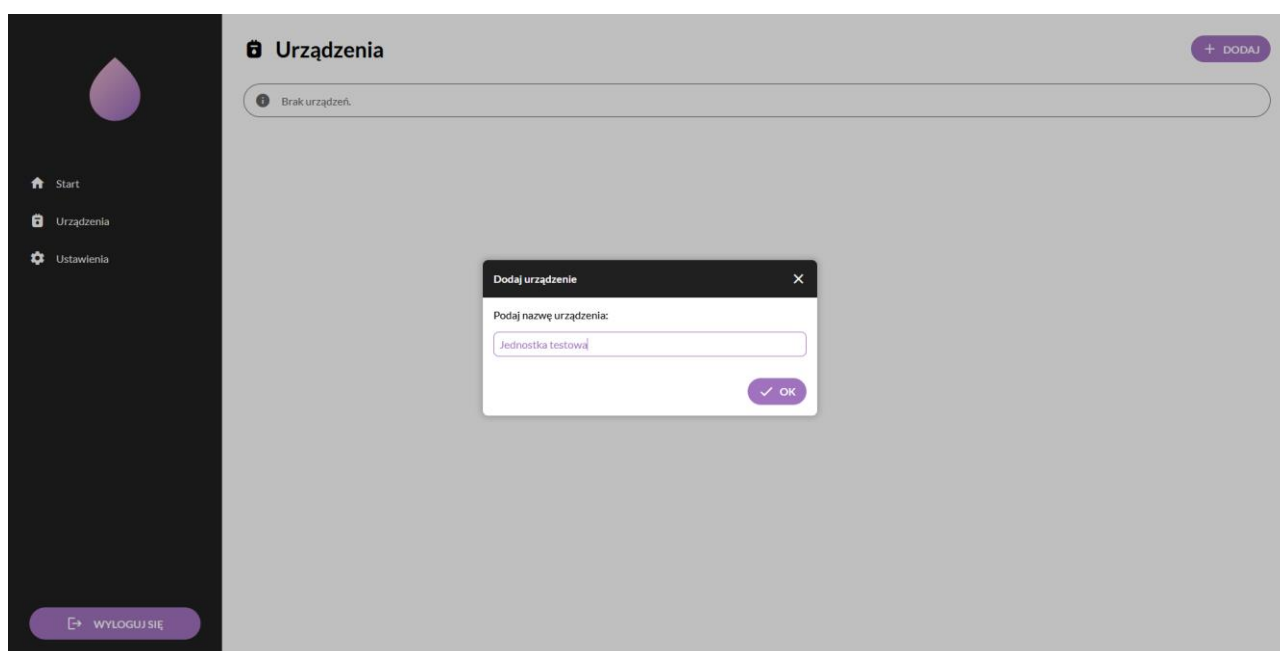 Urządzenia
+ DODAJ
Brak urządzeń.
Start
Urządzenia
Ustawienia
Dodaj urządzenie
Podaj nazwę urządzenia:
Jednostka testowa
OK
WYLOGUJ SIĘ